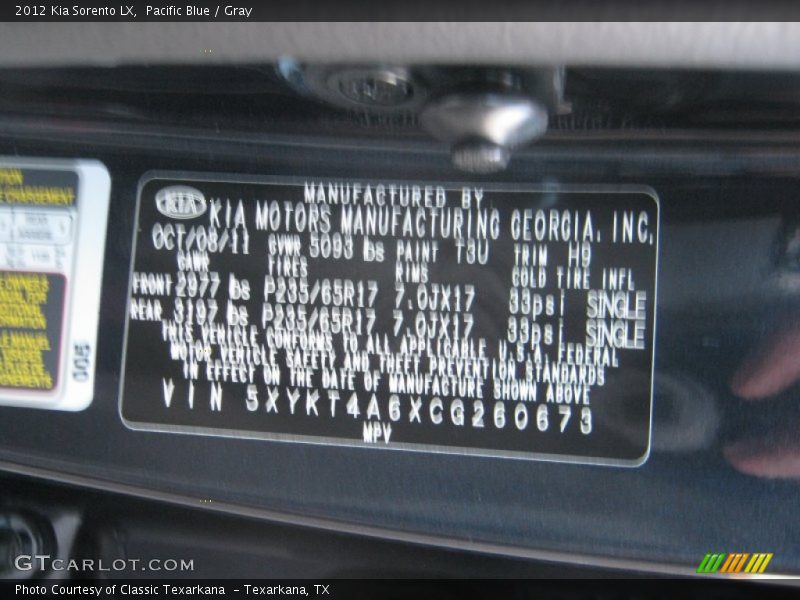 2012 Kia Sorento LX, Pacific Blue / Gray
MANUFACTURED BY
KIA KIA MOTORS MANUFACTURING GEORGIA, INC.
OCT/08/11 GVWR 5093 lbs PAINT T3U TRIM H9
GAWR TIRES RIMS COLD TIRE INFL
FRONT 2977 lbs P235/65R17 7.0JX17 33psi SINGLE
REAR 3197 lbs P235/65R17 7.0JX17 33psi SINGLE
THIS VEHICLE CONFORMS TO ALL APPLICABLE U.S.A. FEDERAL
MOTOR VEHICLE SAFETY AND THEFT PREVENTION STANDARDS
IN EFFECT ON THE DATE OF MANUFACTURE SHOWN ABOVE
VIN 5XYKT4A6XCG260673
MPV
005
GTCARLOT.COM
Photo Courtesy of Classic Texarkana - Texarkana, TX